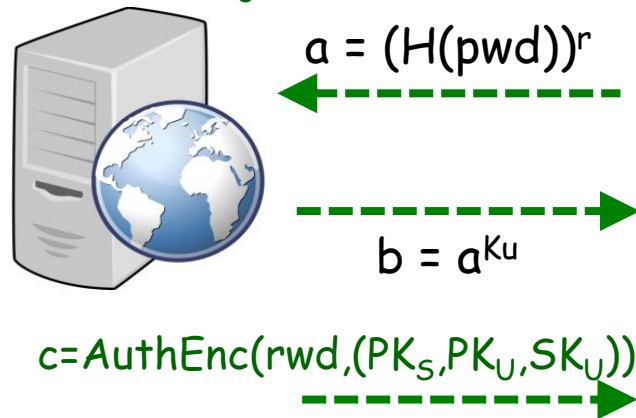 a = (H(pwd))ʳ
b = aᴷᵘ
c=AuthEnc(rwd,(PKₛ,PKᵤ,SKᵤ))